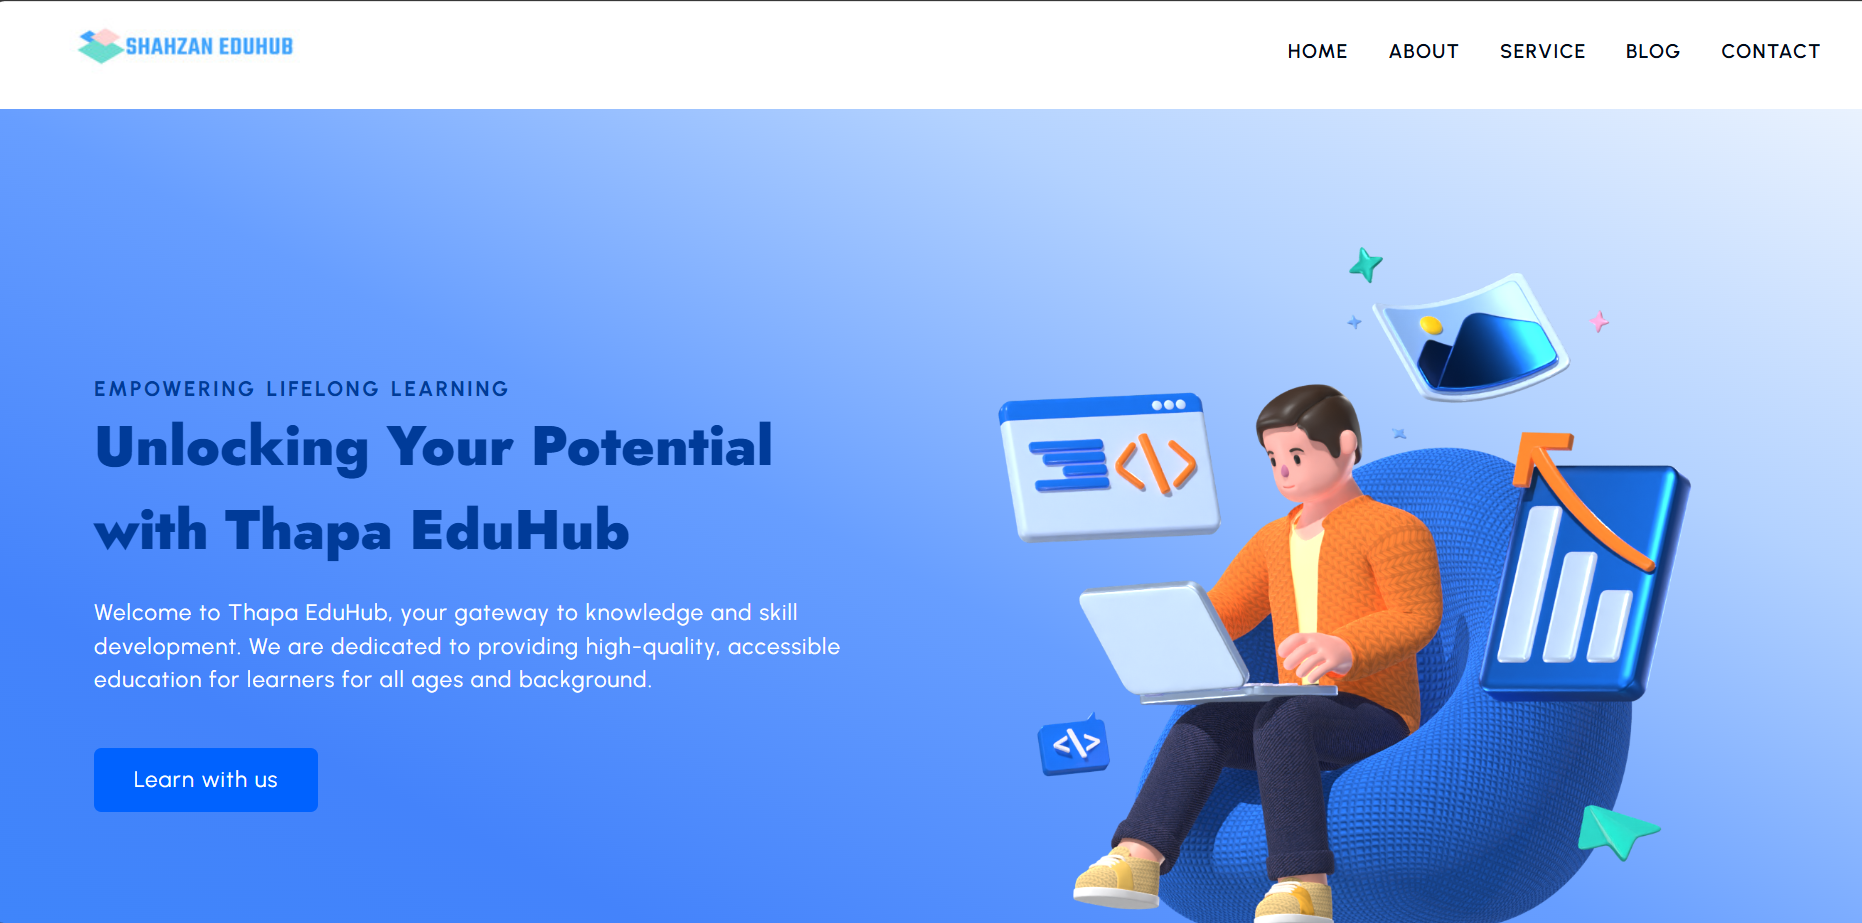 SHAHZAN EDUHUB
HOME ABOUT SERVICE BLOG CONTACT
EMPOWERING LIFELONG LEARNING
Unlocking Your Potential
with Thapa EduHub
Welcome to Thapa EduHub, your gateway to knowledge and skill
development. We are dedicated to providing high-quality, accessible
education for learners for all ages and background.
Learn with us